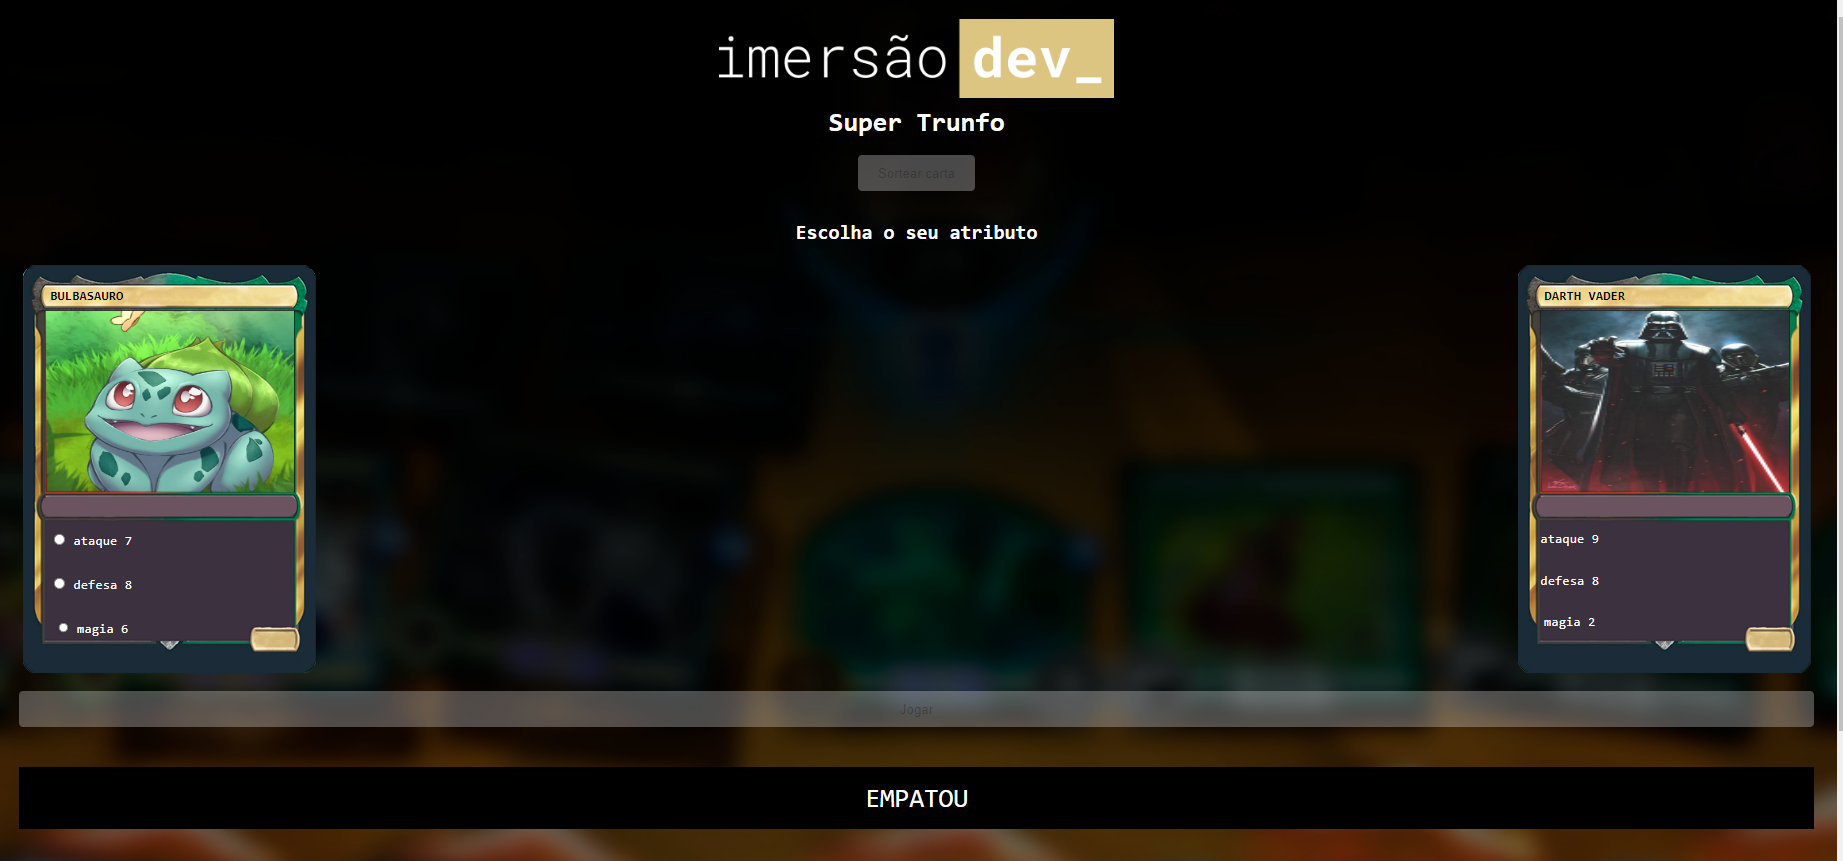 imersão dev_
Super Trunfo
Sortear carta
Escolha o seu atributo
BULBASAURO
ataque 7
defesa 8
magia 6
DARTH VADER
ataque 9
defesa 8
magia 2
Jogar
EMPATOU